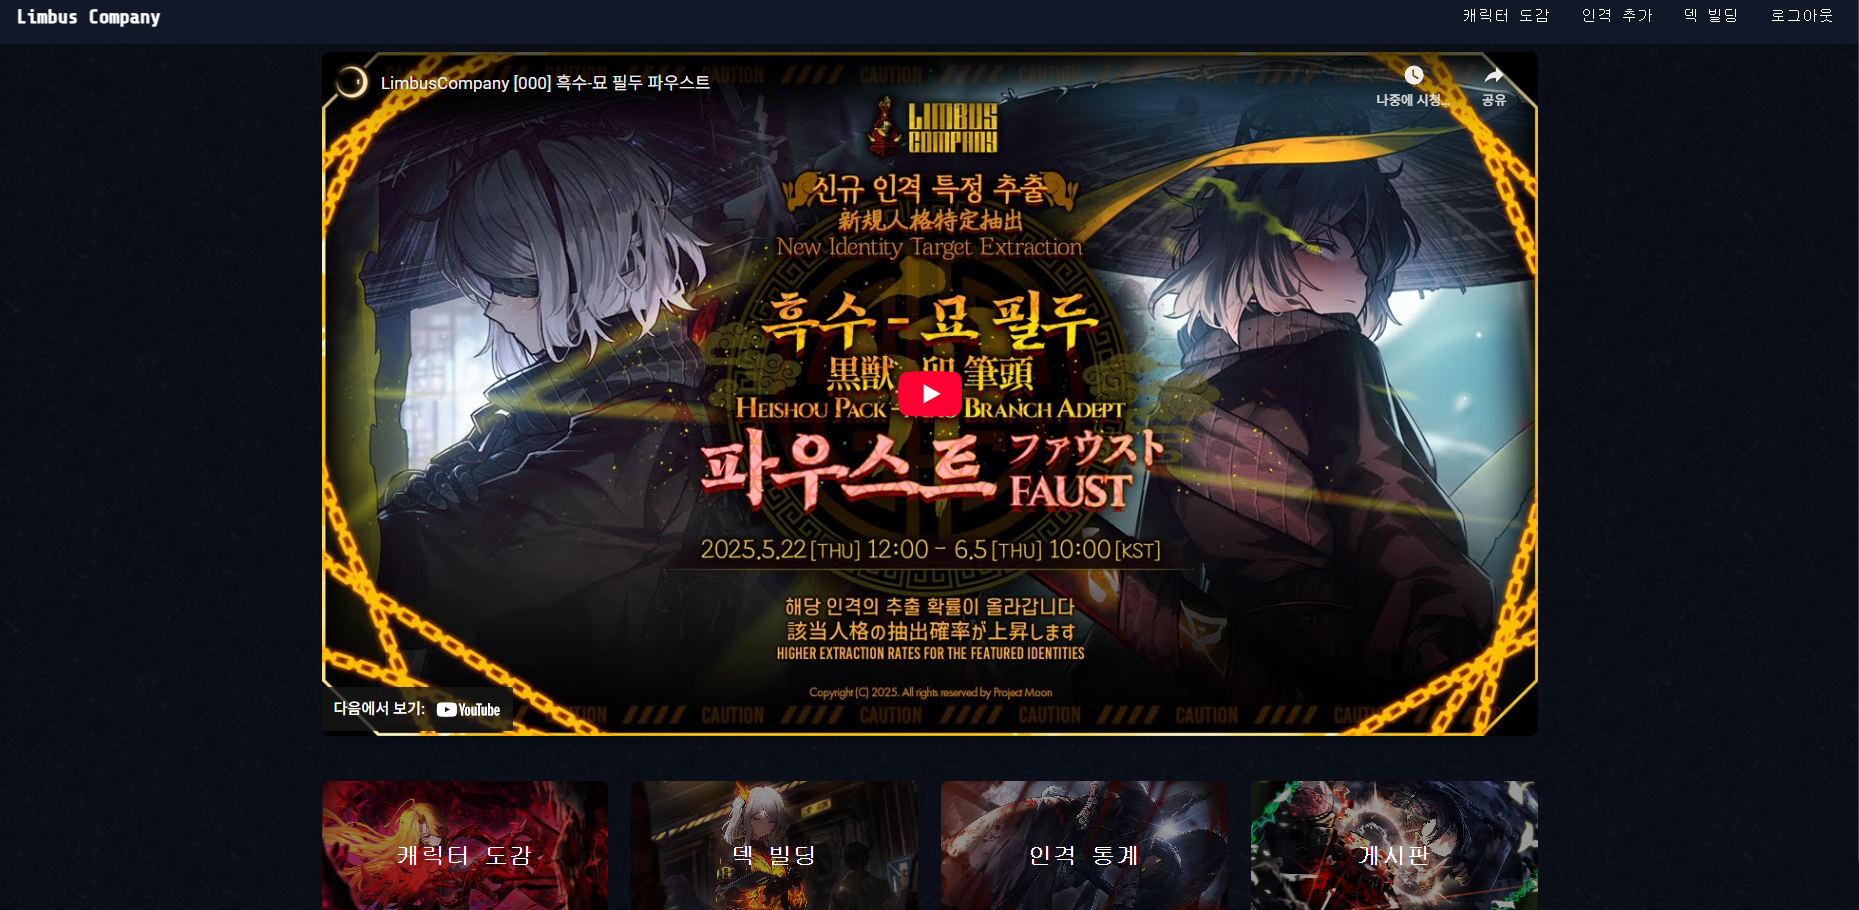 Limbus Company
캐릭터 도감 인격 추가 덱 빌딩 로그아웃
LimbusCompany [000] 흑수-묘 필두 파우스트
나중에 시청...
공유
CAUTION CAUTION CAUTION
LIMBUS
COMPANY
신규 인격 특정 추출
新規人格特定抽出
New Identity Target Extraction
흑수 - 묘 필두
黒獣 卯 筆頭
HEISHOU PACK - BRANCH ADEPT
파우스트
ファウスト
FAUST
2025.5.22 [THU] 12:00 - 6.5 [THU] 10:00 [KST]
해당 인격의 추출 확률이 올라갑니다
該当人格の抽出確率が上昇します
HIGHER EXTRACTION RATES FOR THE FEATURED IDENTITIES
Copyright (C) 2025. All rights reserved by Project Moon
다음에서 보기: YouTube
CAUTION CAUTION CAUTION
캐릭터 도감
덱 빌딩
인격 통계
게시판